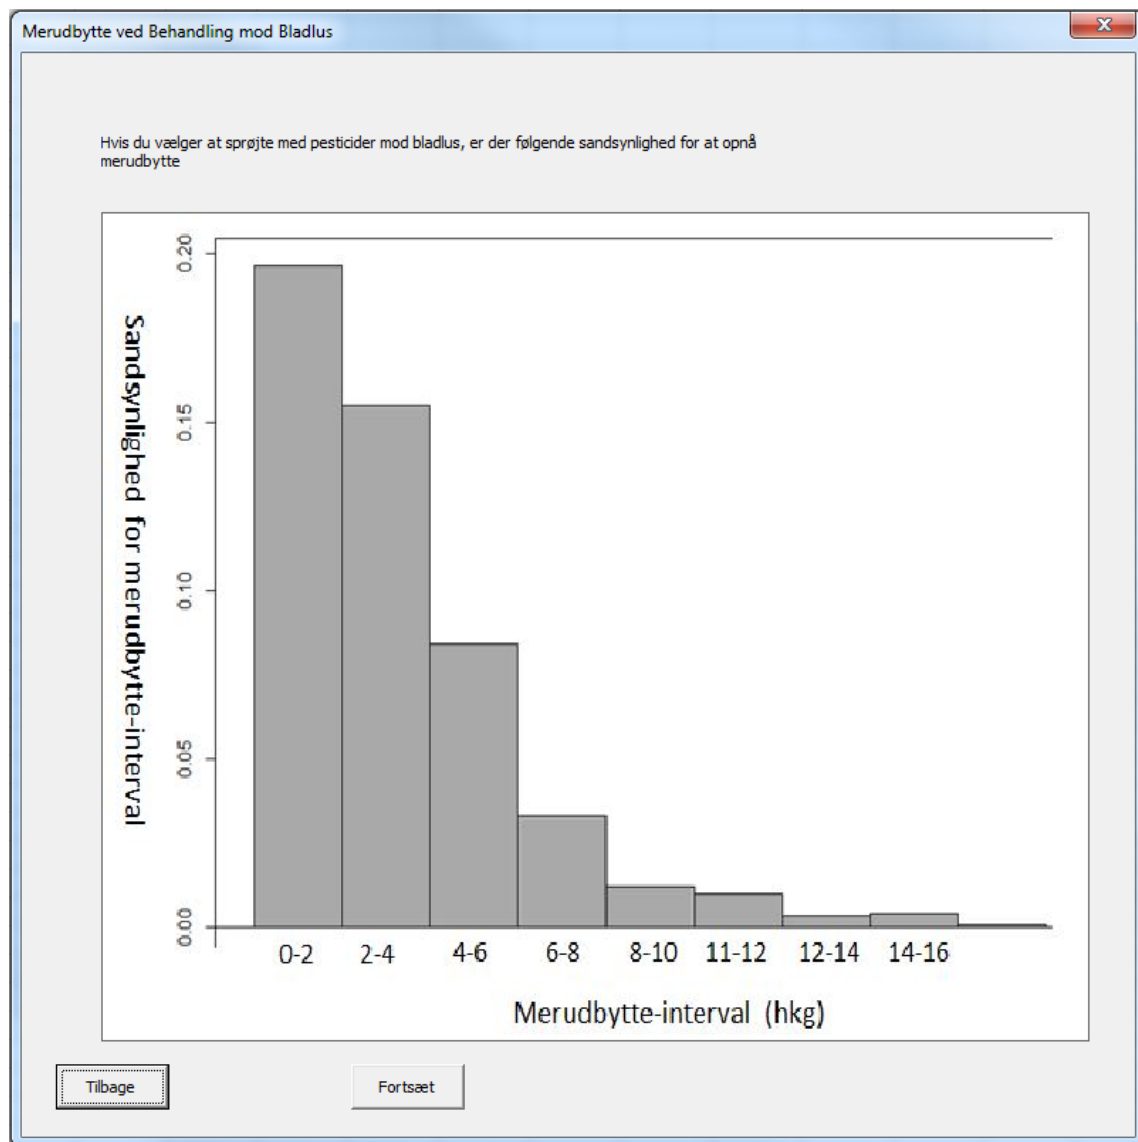 Merudbytte ved Behandling mod Bladlus
Hvis du vælger at sprøjte med pesticider mod bladlus, er der følgende sandsynlighed for at opnå
merudbytte
Sandsynlighed for merudbytte-interval
0.20
0.15
0.10
0.05
0.00
0-2 2-4 4-6 6-8 8-10 11-12 12-14 14-16
Merudbytte-interval (hkg)
Tilbage Fortsæt